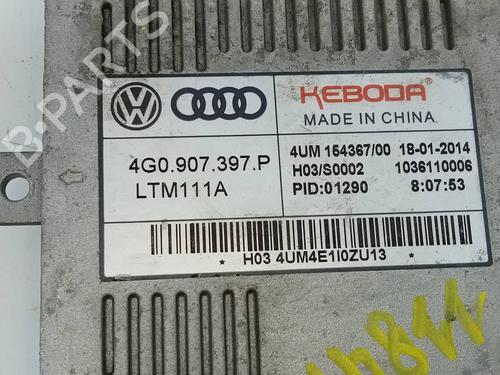 B-PARTS
KEBODA®
MADE IN CHINA
4G0.907.397.P
LTM111A
4UM 154367/00 18-01-2014
H03/S0002 1036110006
PID:01290 8:07:53
* H03 4UM4E1I0ZU13 *